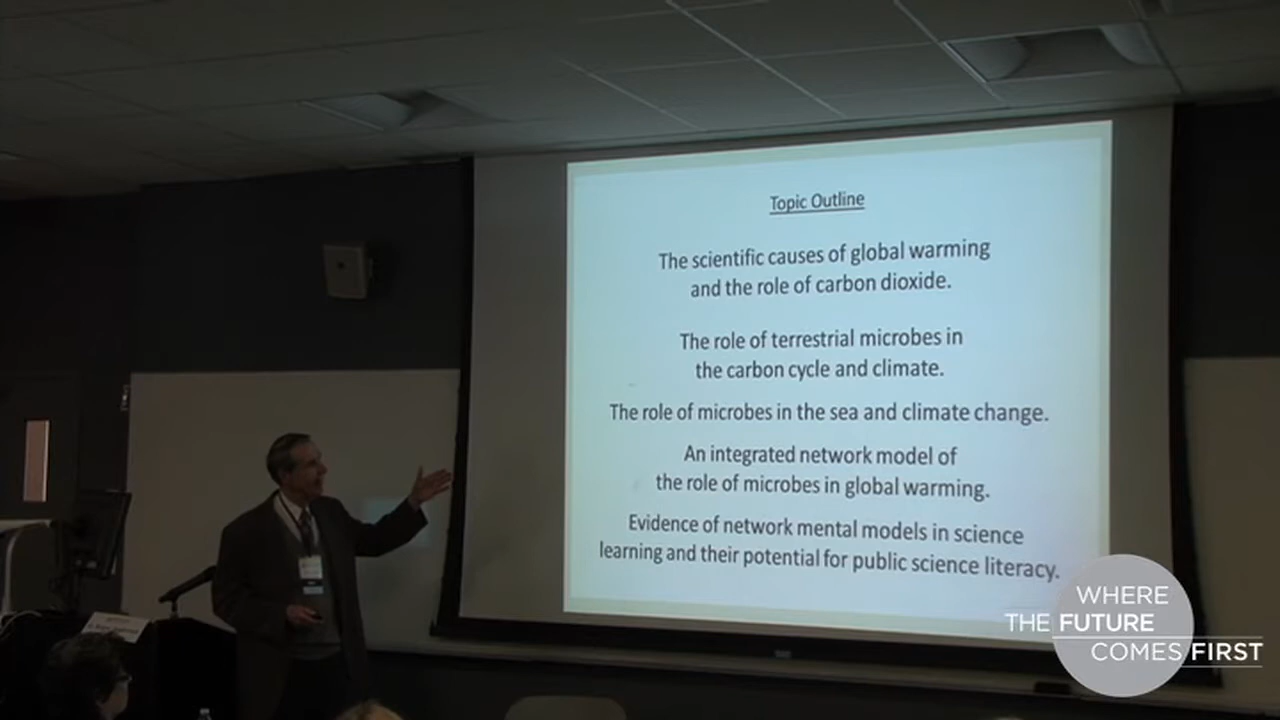 Topic Outline
The scientific causes of global warming
and the role of carbon dioxide.
The role of terrestrial microbes in
the carbon cycle and climate.
The role of microbes in the sea and climate change.
An integrated network model of
the role of microbes in global warming.
Evidence of network mental models in science
learning and their potential for public science literacy.
WHERE
THE FUTURE
COMES FIRST